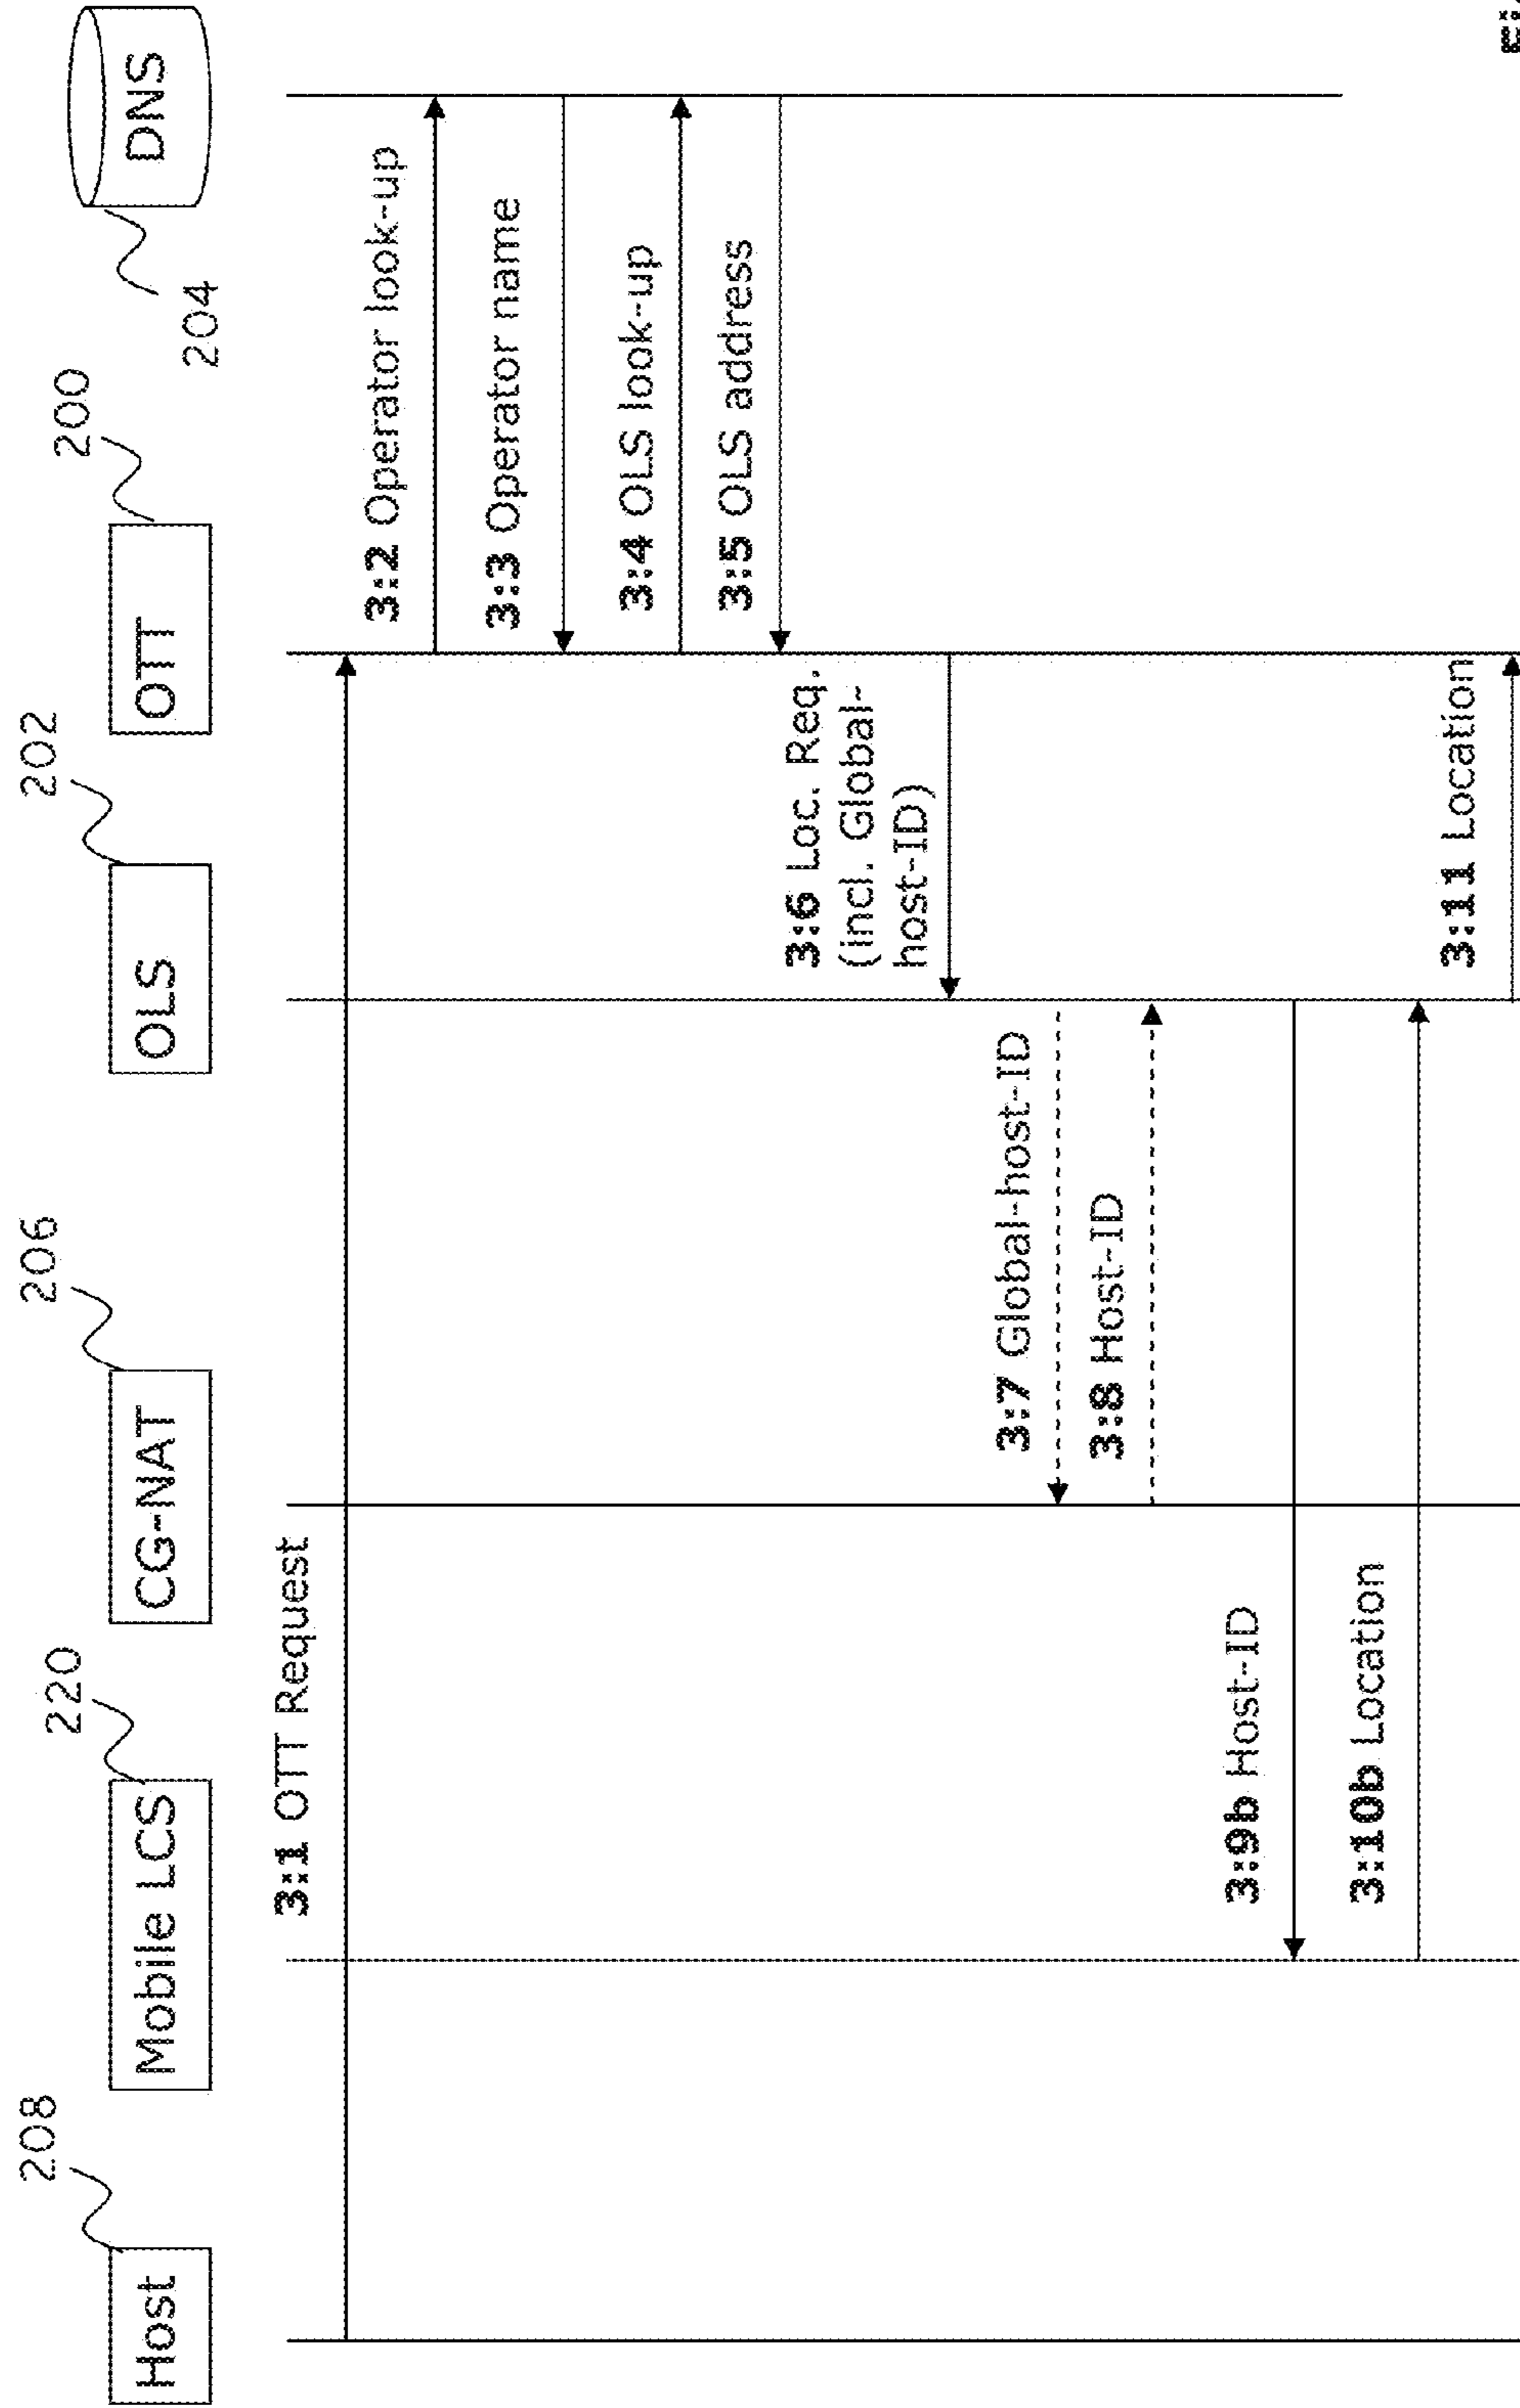 208
220
206
202
200
204
Host
Mobile LCS
CG-NAT
OLS
OTT
DNS
3:1 OTT Request
3:2 Operator look-up
3:3 Operator name
3:4 OLS look-up
3:5 OLS address
3:6 Loc. Req.
(incl. Global-
host-ID)
3:7 Global-host-ID
3:8 Host-ID
3:9b Host-ID
3:10b Location
3:11 Location